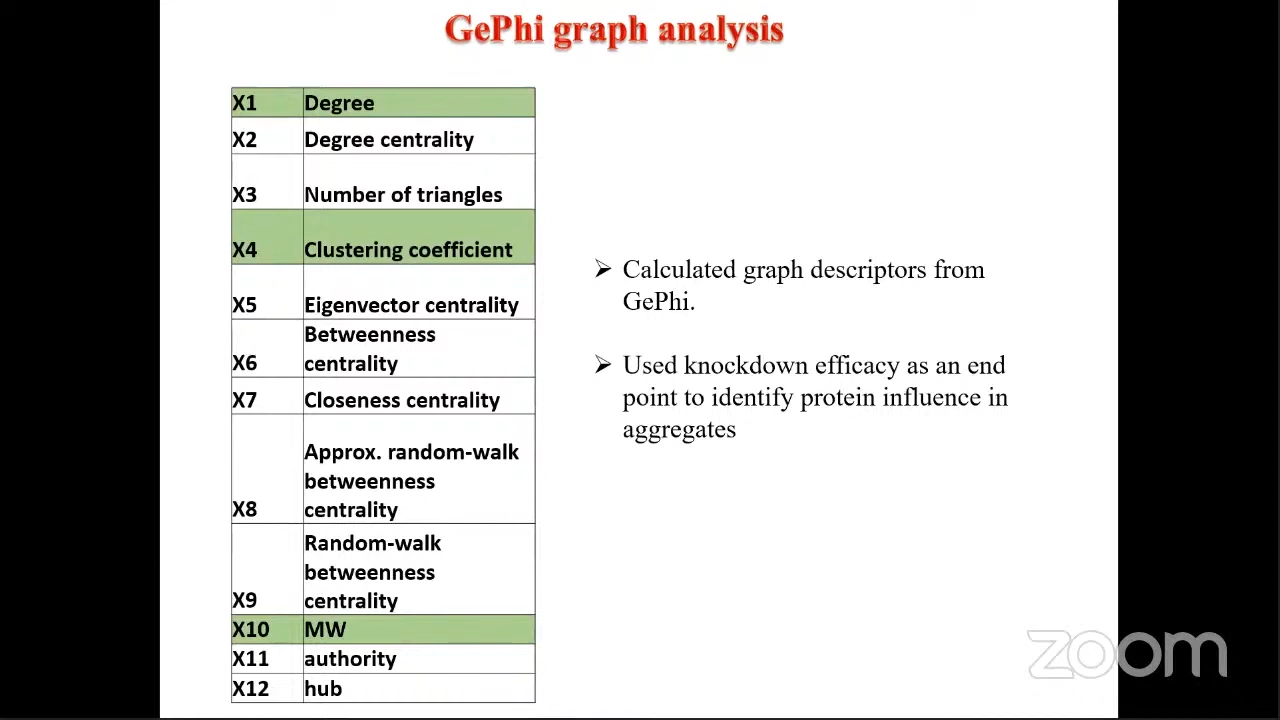 GePhi graph analysis
X1 Degree
X2 Degree centrality
X3 Number of triangles
X4 Clustering coefficient
X5 Eigenvector centrality
Betweenness
X6 centrality
X7 Closeness centrality
Approx. random-walk
betweenness
X8 centrality
Random-walk
betweenness
X9 centrality
X10 MW
X11 authority
X12 hub
➢ Calculated graph descriptors from
GePhi.
➢ Used knockdown efficacy as an end
point to identify protein influence in
aggregates
zoom